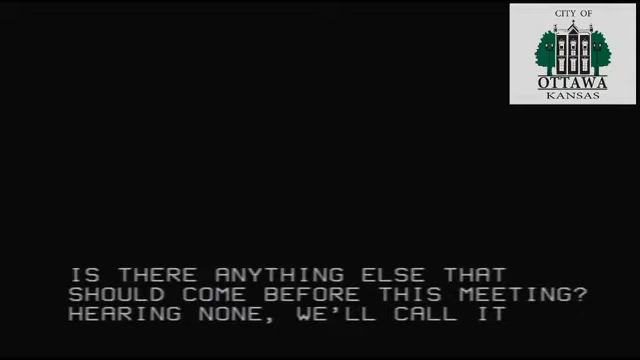 CITY OF
OTTAWA
KANSAS
IS THERE ANYTHING ELSE THAT
SHOULD COME BEFORE THIS MEETING?
HEARING NONE, WE'LL CALL IT